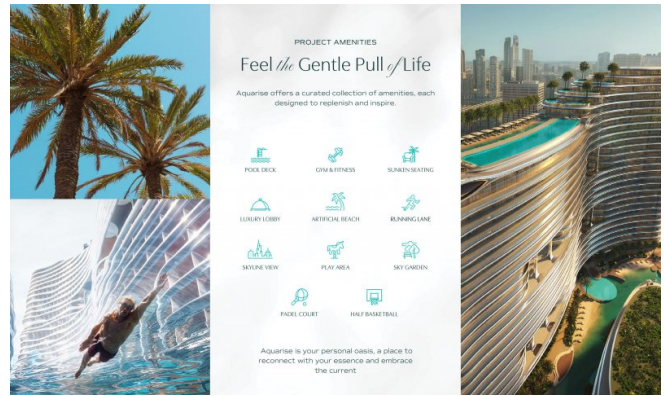 PROJECT AMENITIES
Feel the Gentle Pull of Life
Aquarise offers a curated collection of amenities, each
designed to replenish and inspire.
POOL DECK
GYM & FITNESS
SUNKEN SEATING
LUXURY LOBBY
ARTIFICIAL BEACH
RUNNING LANE
SKYLINE VIEW
PLAY AREA
SKY GARDEN
PADEL COURT
HALF BASKETBALL
Aquarise is your personal oasis, a place to
reconnect with your essence and embrace
the current